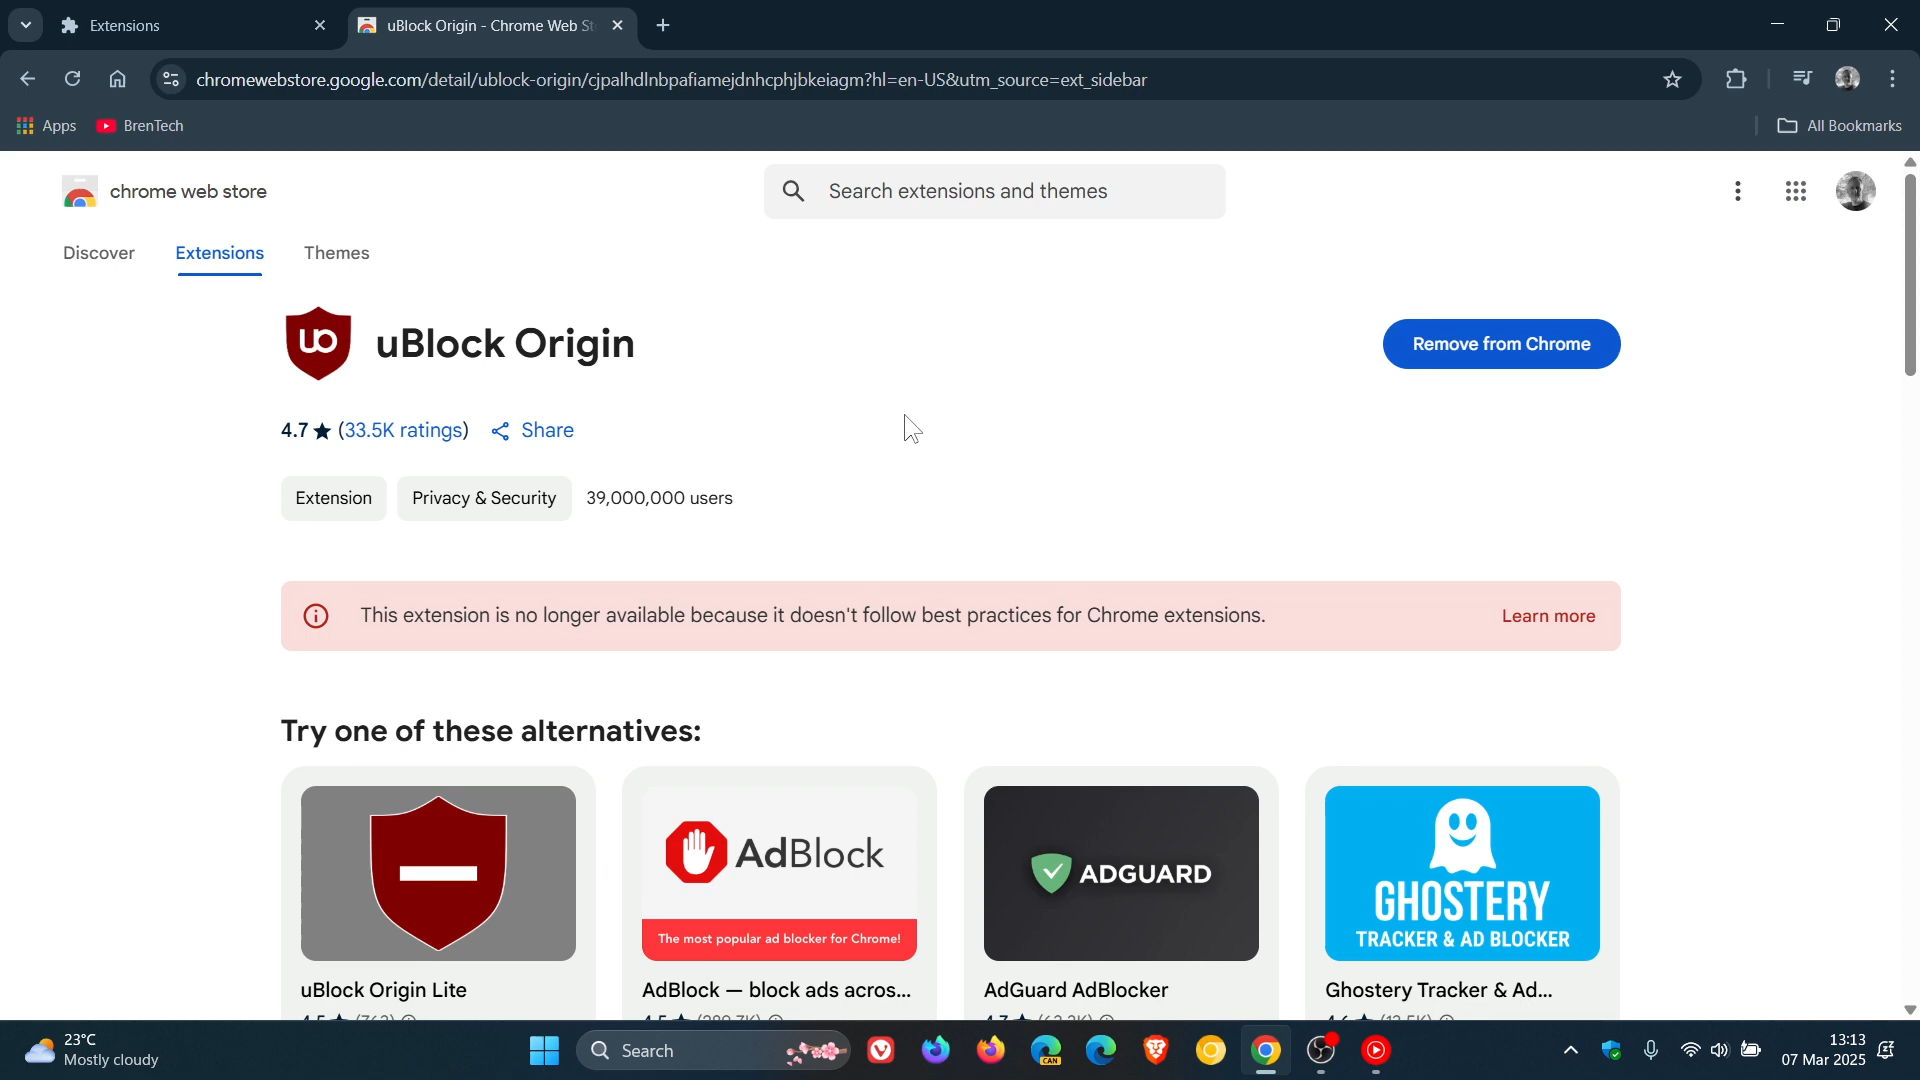 Extensions
uBlock Origin - Chrome Web St
chromewebstore.google.com/detail/ublock-origin/cjpalhdlnbpafiamejdnhcphjbkeiagm?hl=en-US&utm_source=ext_sidebar
Apps
BrenTech
All Bookmarks
chrome web store
Search extensions and themes
Discover
Extensions
Themes
uo
uBlock Origin
Remove from Chrome
4.7 ★ (33.5K ratings)
Share
Extension
Privacy & Security
39,000,000 users
This extension is no longer available because it doesn't follow best practices for Chrome extensions.
Learn more
Try one of these alternatives:
AdBlock
The most popular ad blocker for Chrome!
ADGUARD
GHOSTERY
TRACKER & AD BLOCKER
uBlock Origin Lite
AdBlock — block ads acros...
AdGuard AdBlocker
Ghostery Tracker & Ad...
23°C
Mostly cloudy
Search
CAN
13:13
07 Mar 2025